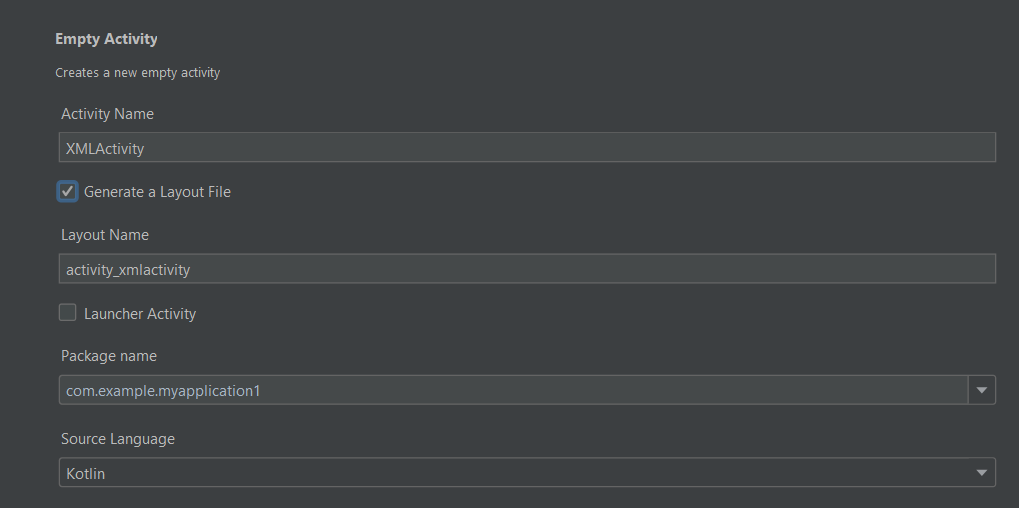 Empty Activity
Creates a new empty activity
Activity Name
XMLActivity
Generate a Layout File
Layout Name
activity_xmlactivity
Launcher Activity
Package name
com.example.myapplication1
Source Language
Kotlin